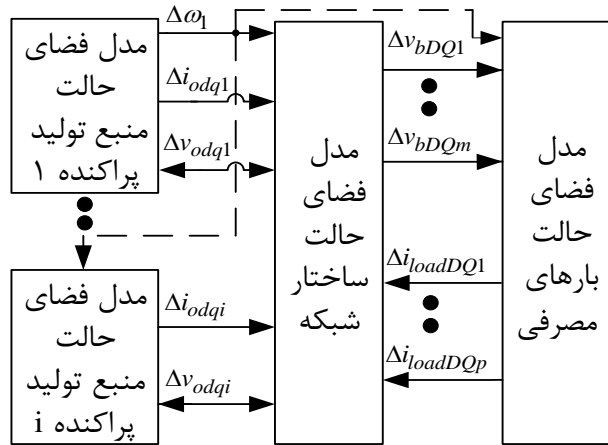 مدل فضای
حالت
منبع تولید
پراکنده ۱
Δω1
Δiodq1
Δvodq1
مدل فضای
حالت
منبع تولید
پراکنده i
Δiodqi
Δvodqi
مدل
فضای
حالت
ساختار
شبکه
ΔvbDQ1
ΔvbDQm
ΔiloadDQ1
ΔiloadDQp
مدل
فضای
حالت
بارهای
مصرفی